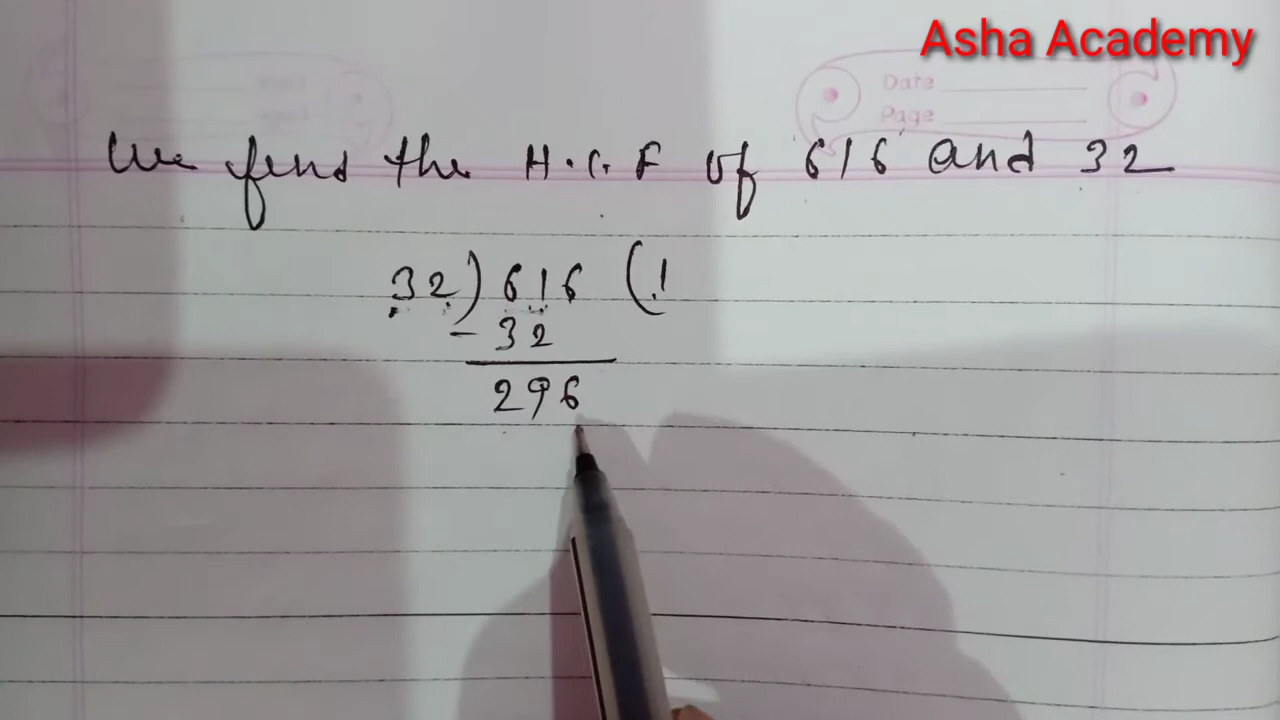 Asha Academy
Date
Page
We find the H.C.F of 616 and 32
32) 616 (1
- 32
296